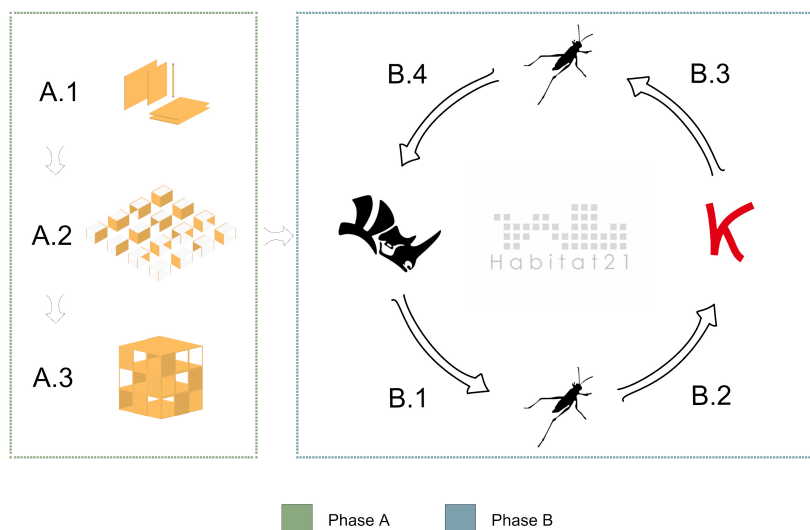 A.1
A.2
A.3
B.4
B.3
Habitat21
B.1
B.2
Phase A
Phase B